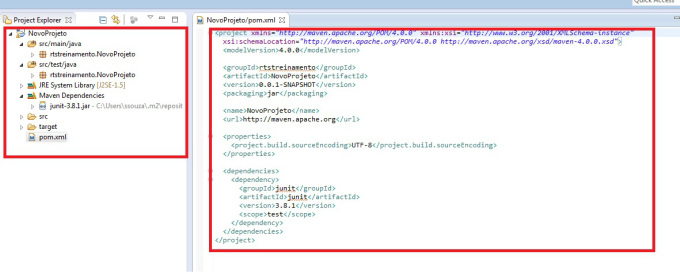 Quick Access
Project Explorer
NovoProjeto
src/main/java
rtstreinamento.NovoProjeto
src/test/java
rtstreinamento.NovoProjeto
JRE System Library [J2SE-1.5]
Maven Dependencies
junit-3.8.1.jar - C:\Users\ssouza\.m2\reposit
src
target
pom.xml
NovoProjeto/pom.xml
<project xmlns="http://maven.apache.org/POM/4.0.0" xmlns:xsi="http://www.w3.org/2001/XMLSchema-instance"
xsi:schemaLocation="http://maven.apache.org/POM/4.0.0 http://maven.apache.org/xsd/maven-4.0.0.xsd">
<modelVersion>4.0.0</modelVersion>
<groupId>rtstreinamento</groupId>
<artifactId>NovoProjeto</artifactId>
<version>0.0.1-SNAPSHOT</version>
<packaging>jar</packaging>
<name>NovoProjeto</name>
<url>http://maven.apache.org</url>
<properties>
<project.build.sourceEncoding>UTF-8</project.build.sourceEncoding>
</properties>
<dependencies>
<dependency>
<groupId>junit</groupId>
<artifactId>junit</artifactId>
<version>3.8.1</version>
<scope>test</scope>
</dependency>
</dependencies>
</project>